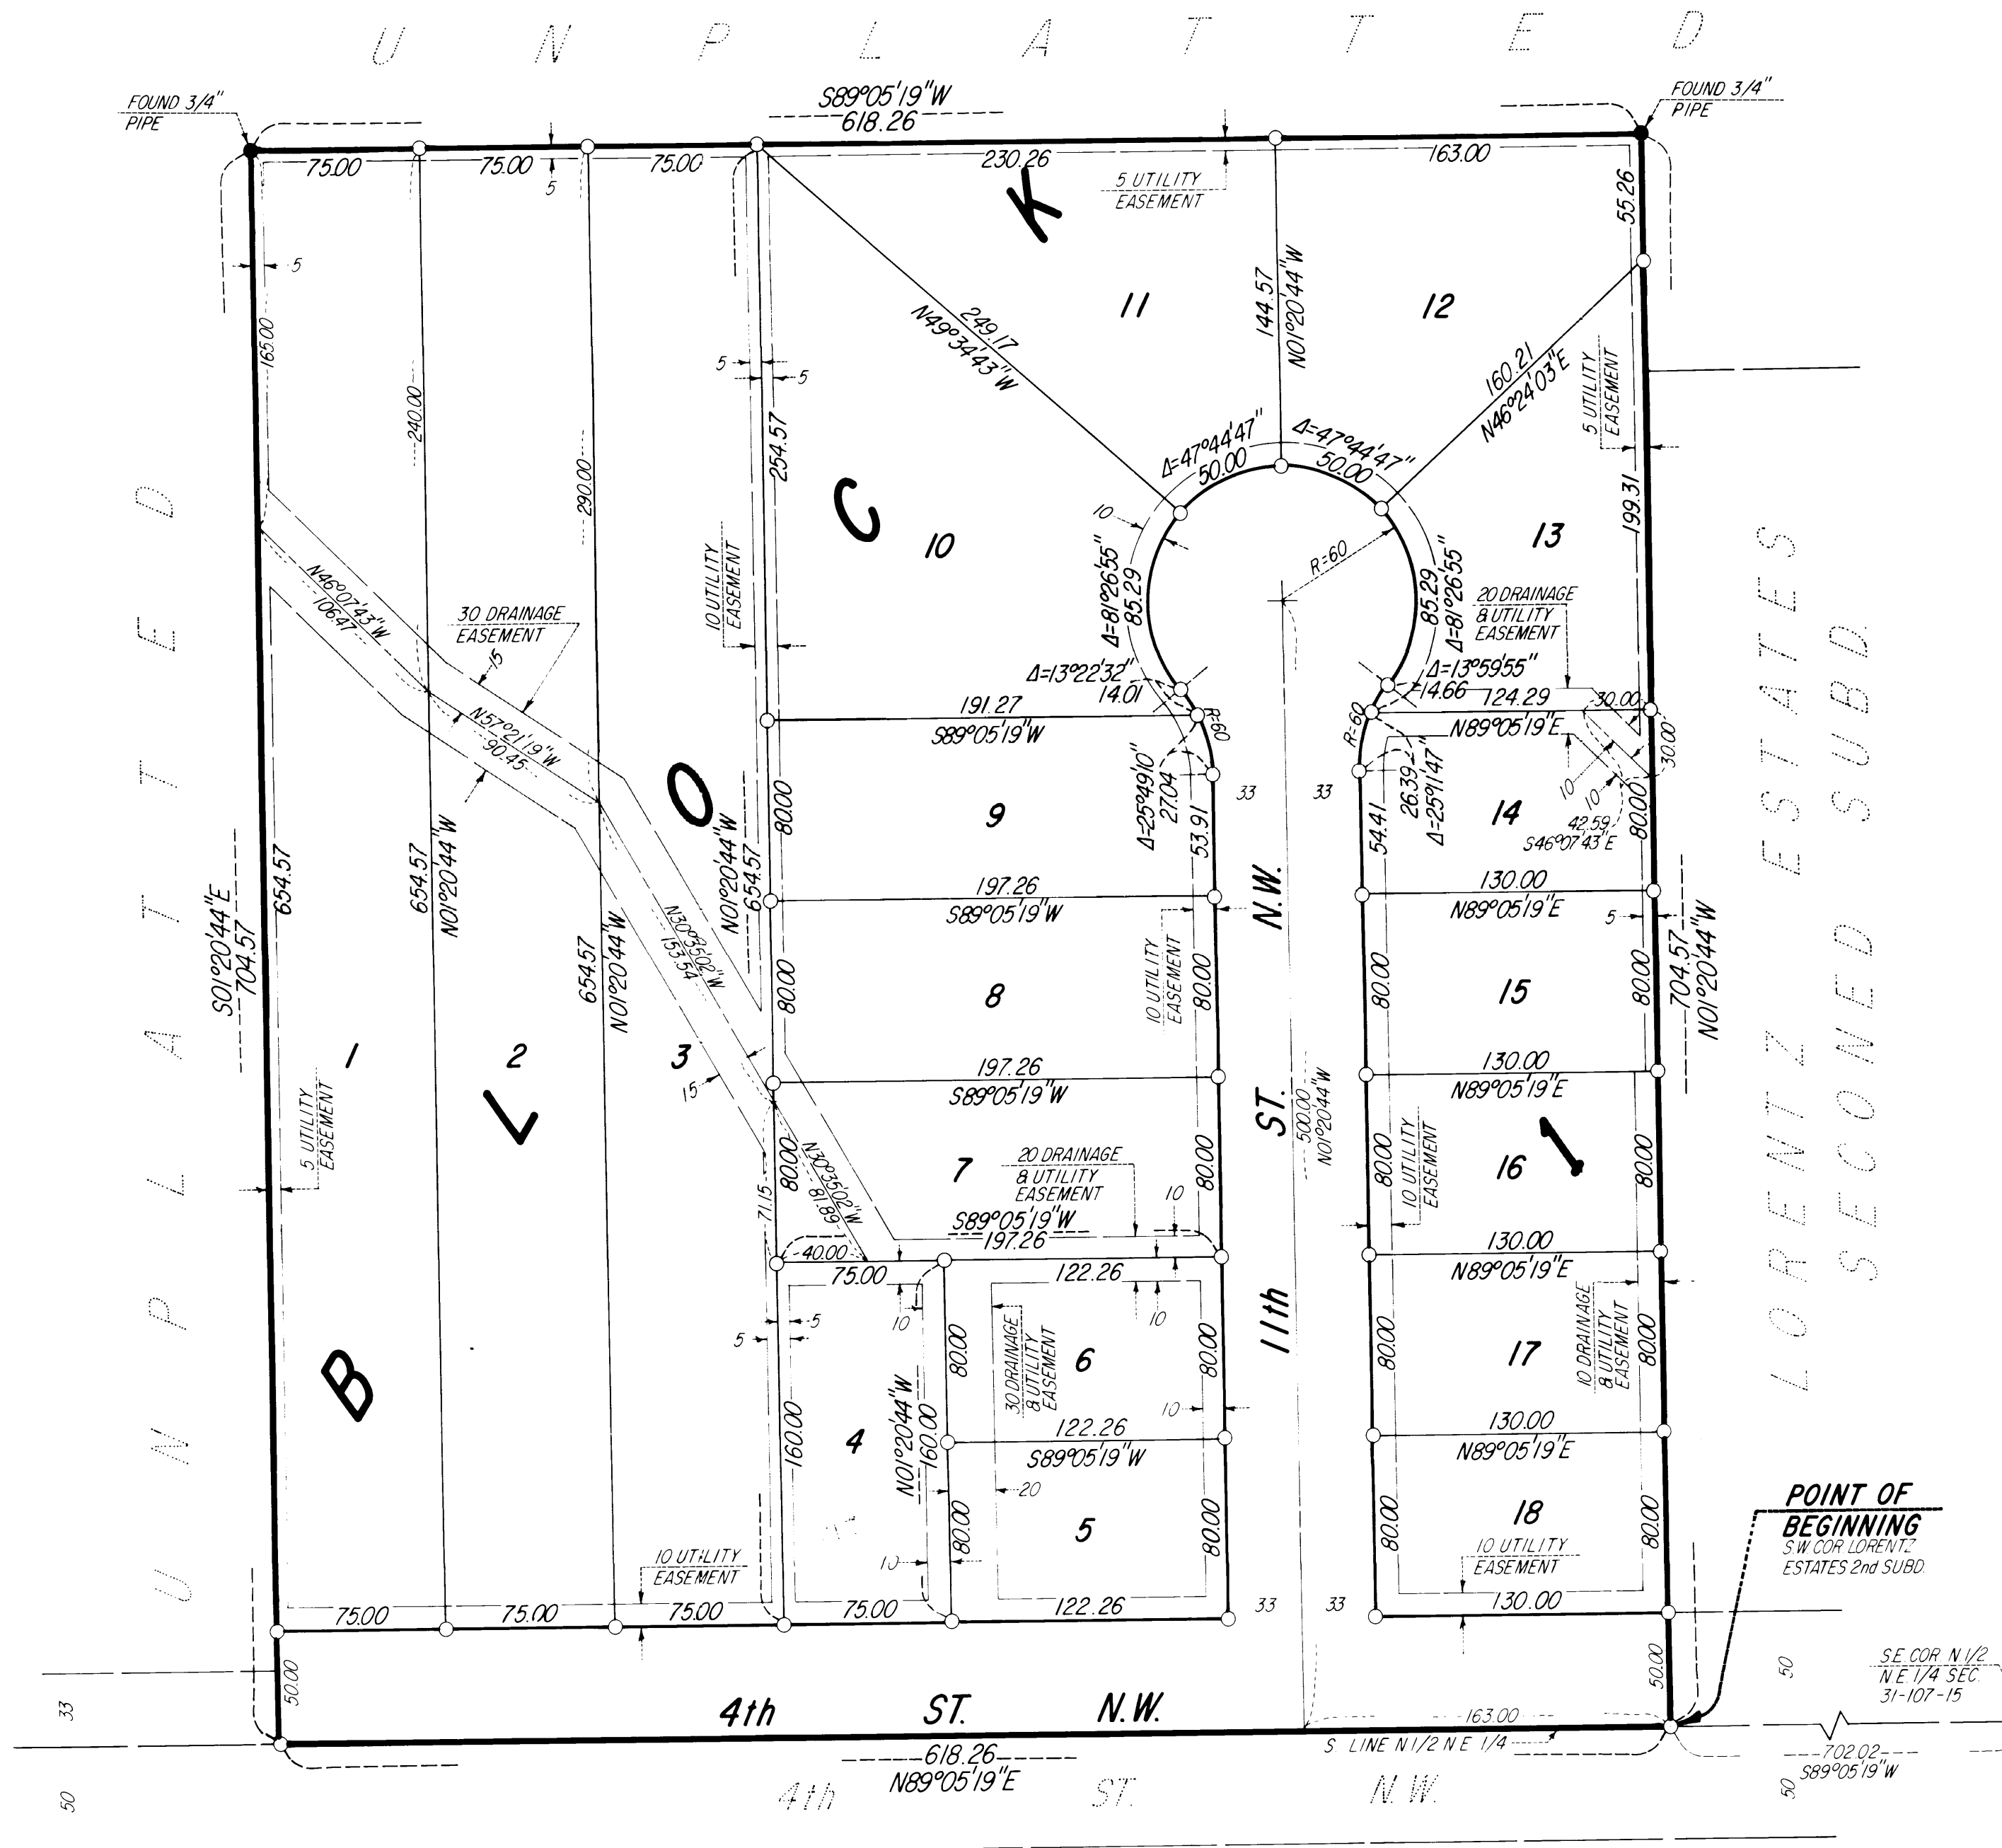 U N P L A T T E D
FOUND 3/4"
PIPE
S89°05'19"W
618.26
FOUND 3/4"
PIPE
75.00
75.00
75.00
230.26
163.00
5
5 UTILITY
EASEMENT
55.26
K
5
165.00
11
144.57
N01°20'44"W
12
249.17
N49°34'43"W
160.21
N46°24'03"E
5 UTILITY
EASEMENT
5
5
240.00
290.00
254.57
Δ=47°44'47"
50.00
Δ=47°44'47"
50.00
199.31
C
10
10
R=60
13
U N P L A T T E D
10 UTILITY
EASEMENT
Δ=81°26'55"
85.29
85.29
Δ=81°26'55"
20 DRAINAGE
& UTILITY
EASEMENT
N46°07'43"W
106.47
30 DRAINAGE
EASEMENT
15
Δ=13°22'32"
14.01
Δ=13°59'55"
14.66
124.29
N89°05'19"E
30.00
30.00
191.27
S89°05'19"W
R=60
R=60
N57°21'19"W
90.45
O
Δ=25°49'10"
27.04
33
33
26.39
Δ=25°11'47"
10
10
42.59
S46°07'43"E
80.00
9
53.91
54.41
14
80.00
S01°20'44"E
704.57
654.57
654.57
N01°20'44"W
N01°20'44"W
654.57
197.26
S89°05'19"W
130.00
N89°05'19"E
5
N30°35'02"W
153.54
654.57
N01°20'44"W
10 UTILITY
EASEMENT
N.W.
704.57
N01°20'44"W
80.00
8
80.00
80.00
15
80.00
LORENTZ ESTATES
SECONED SUBD.
1
2
3
15
197.26
S89°05'19"W
130.00
N89°05'19"E
L
5 UTILITY
EASEMENT
ST.
500.00
N01°20'44"W
80.00
71.15
N30°35'02"W
81.89
7
20 DRAINAGE
& UTILITY
EASEMENT
10
80.00
80.00
10 UTILITY
EASEMENT
16
1
80.00
S89°05'19"W
197.26
40.00
130.00
N89°05'19"E
75.00
122.26
10
10
5
5
10
11th
B
80.00
30 DRAINAGE
& UTILITY
EASEMENT
6
80.00
80.00
17
10 DRAINAGE
& UTILITY
EASEMENT
80.00
160.00
4
N01°20'44"W
160.00
10
122.26
S89°05'19"W
130.00
N89°05'19"E
20
10
80.00
5
80.00
80.00
18
80.00
10 UTILITY
EASEMENT
10 UTILITY
EASEMENT
POINT OF
BEGINNING
S.W. COR LORENTZ
ESTATES 2nd SUBD.
75.00
75.00
75.00
75.00
122.26
33
33
130.00
50.00
50.00
50
33
S.E. COR N 1/2
N.E. 1/4 SEC.
31-107-15
4th ST. N.W.
163.00
S. LINE N 1/2 N E 1/4
618.26
N89°05'19"E
702.02
S89°05'19"W
50
50
4th ST. N.W.